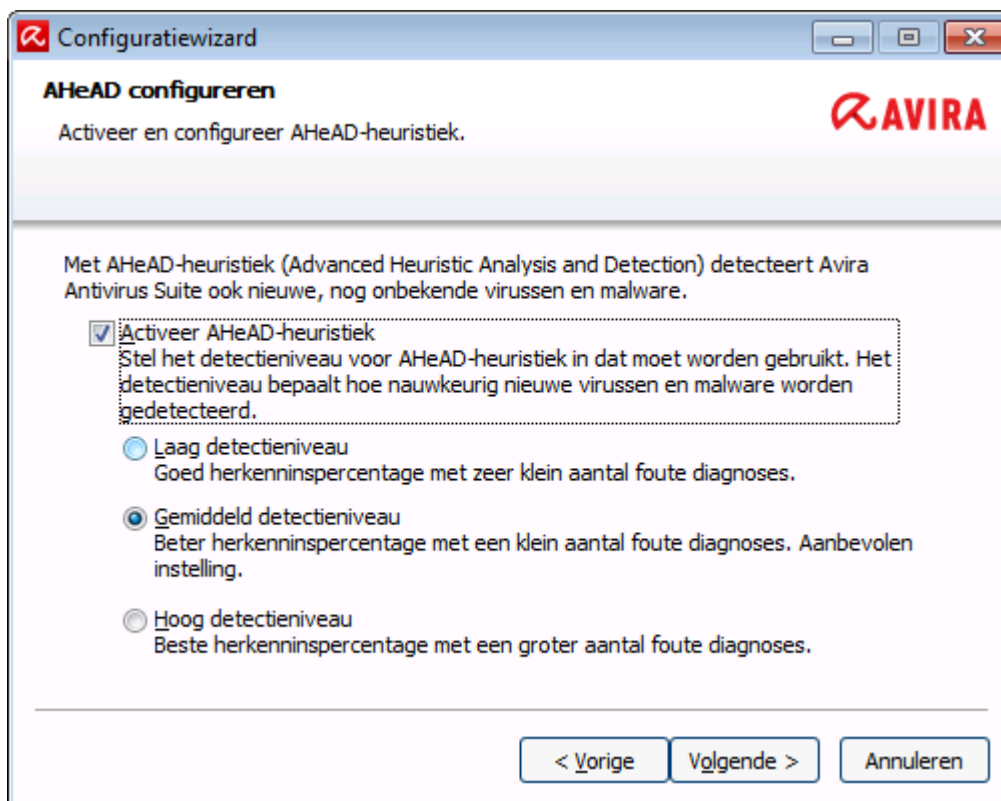 Configuratiewizard
AHeAD configureren
Activeer en configureer AHeAD-heuristiek.
AVIRA
Met AHeAD-heuristiek (Advanced Heuristic Analysis and Detection) detecteert Avira
Antivirus Suite ook nieuwe, nog onbekende virussen en malware.
Activeer AHeAD-heuristiek
Stel het detectieniveau voor AHeAD-heuristiek in dat moet worden gebruikt. Het
detectieniveau bepaalt hoe nauwkeurig nieuwe virussen en malware worden
gedetecteerd.
Laag detectieniveau
Goed herkenninspercentage met zeer klein aantal foute diagnoses.
Gemiddeld detectieniveau
Beter herkenninspercentage met een klein aantal foute diagnoses. Aanbevolen
instelling.
Hoog detectieniveau
Beste herkenninspercentage met een groter aantal foute diagnoses.
< Vorige
Volgende >
Annuleren